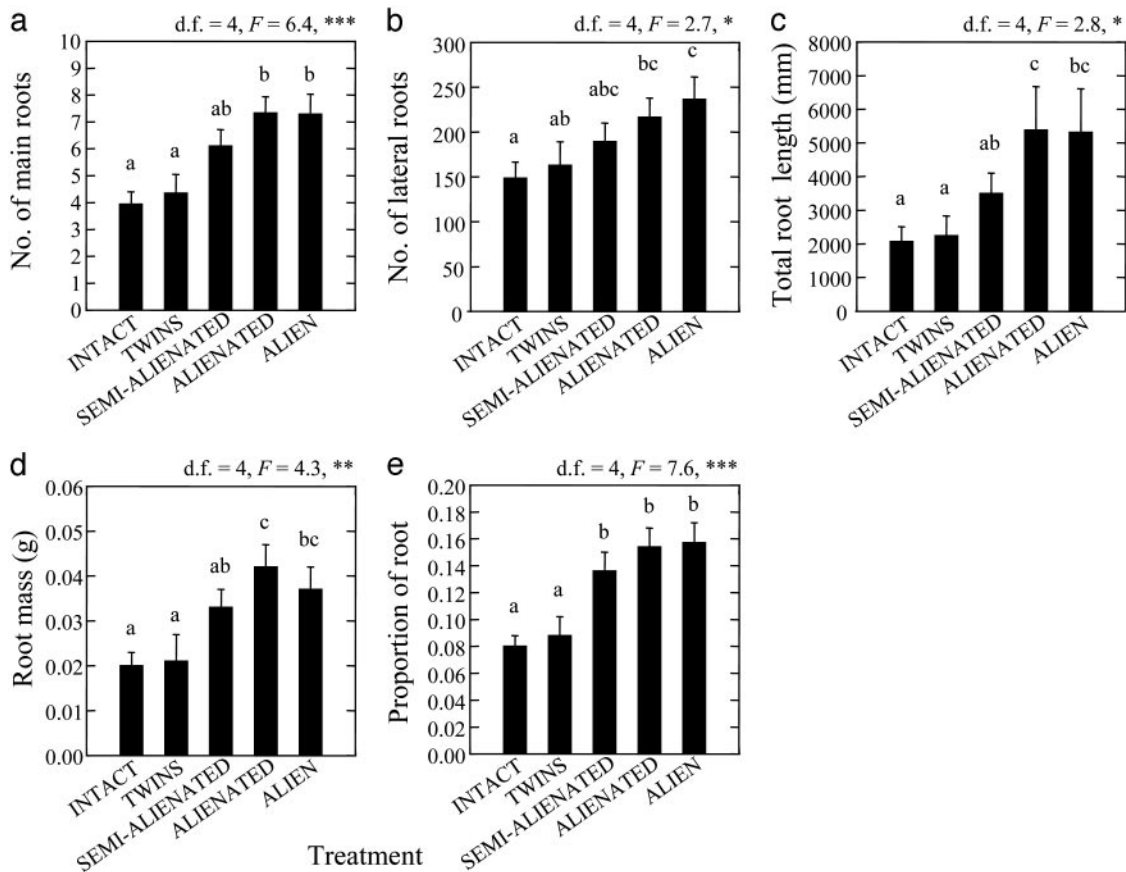 a
d.f. = 4, F = 6.4, ***
No. of main roots
10
9
8
7
6
5
4
3
2
1
0
a
a
ab
b
b
INTACT
TWINS
SEMI-ALIENATED
ALIENATED
ALIEN
b
d.f. = 4, F = 2.7, *
No. of lateral roots
300
250
200
150
100
50
0
a
ab
abc
bc
c
INTACT
TWINS
SEMI-ALIENATED
ALIENATED
ALIEN
c
d.f. = 4, F = 2.8, *
Total root length (mm)
8000
7000
6000
5000
4000
3000
2000
1000
0
a
a
ab
c
bc
INTACT
TWINS
SEMI-ALIENATED
ALIENATED
ALIEN
d
d.f. = 4, F = 4.3, **
Root mass (g)
0.06
0.05
0.04
0.03
0.02
0.01
0.00
a
a
ab
c
bc
INTACT
TWINS
SEMI-ALIENATED
ALIENATED
ALIEN
e
d.f. = 4, F = 7.6, ***
Proportion of root
0.20
0.18
0.16
0.14
0.12
0.10
0.08
0.06
0.04
0.02
0.00
a
a
b
b
b
INTACT
TWINS
SEMI-ALIENATED
ALIENATED
ALIEN
Treatment